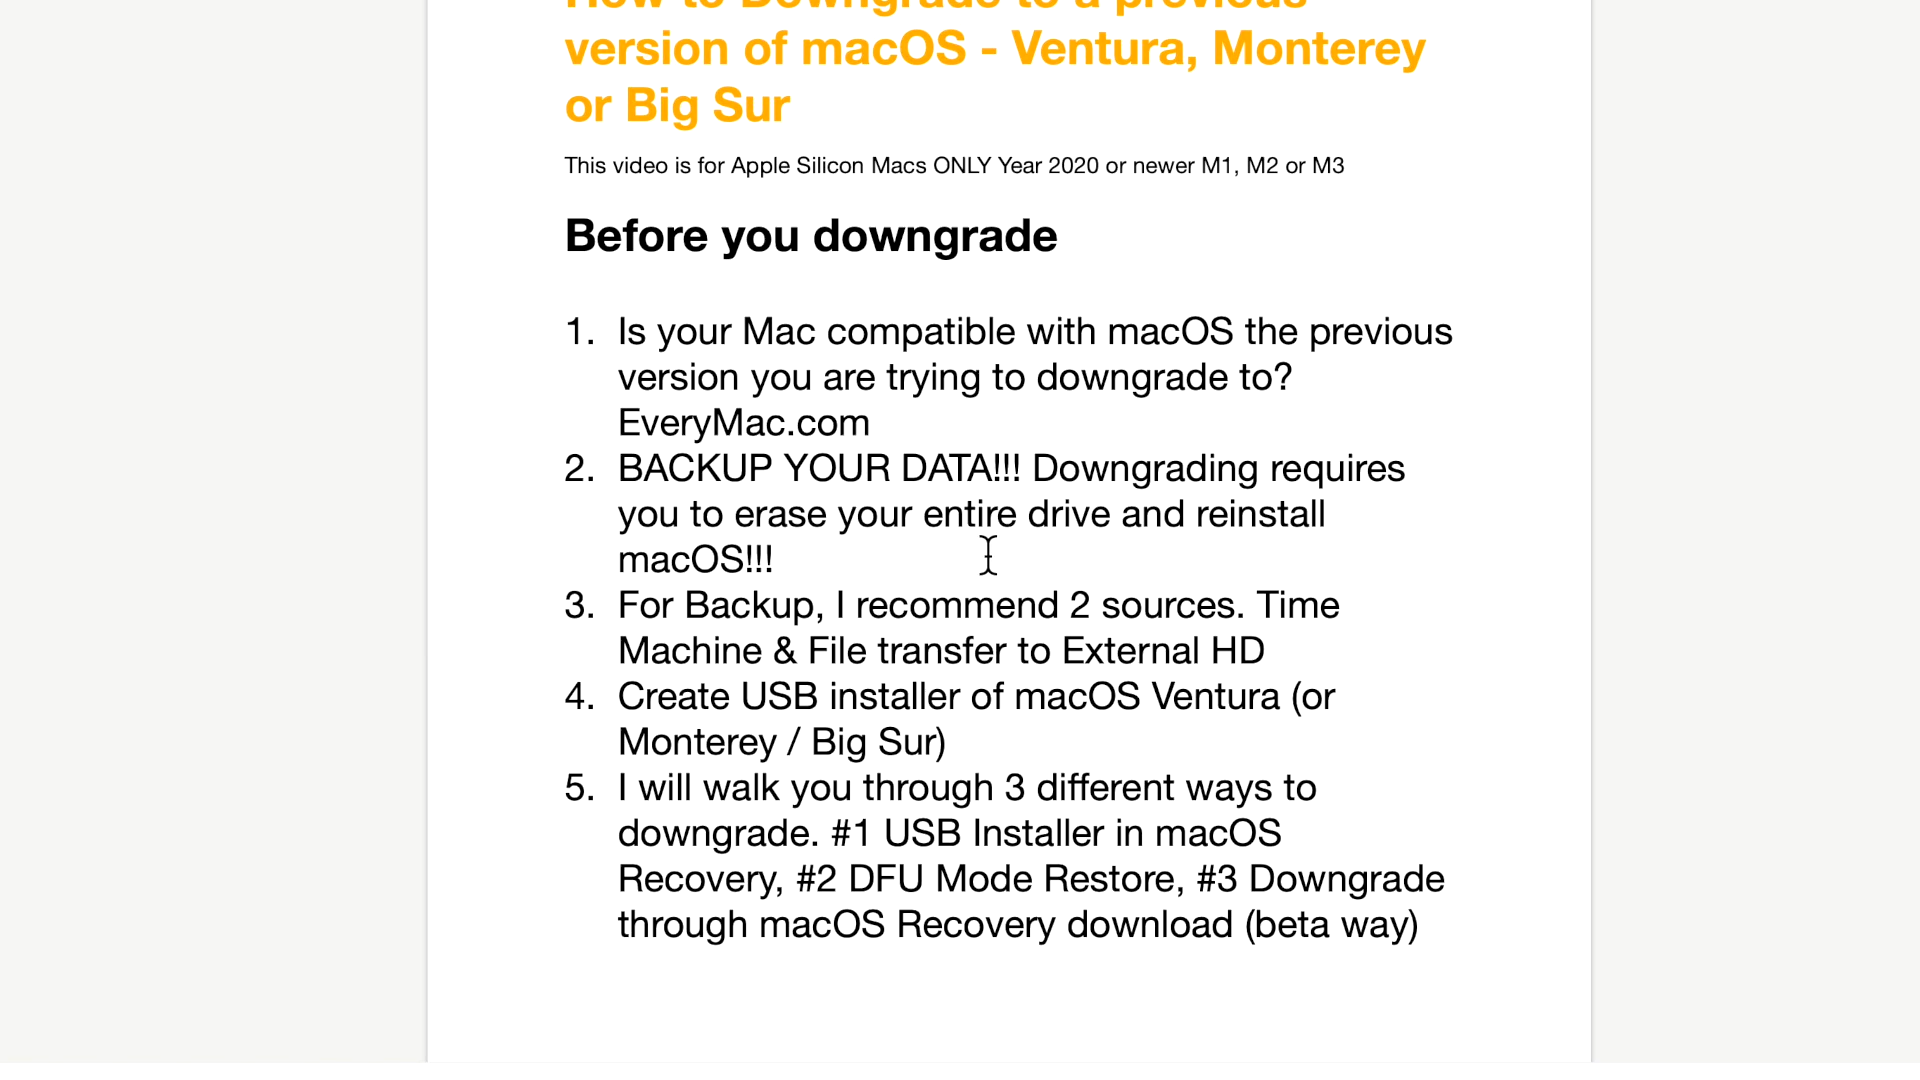 How to Downgrade to a previous
version of macOS - Ventura, Monterey
or Big Sur
This video is for Apple Silicon Macs ONLY Year 2020 or newer M1, M2 or M3
Before you downgrade
1. Is your Mac compatible with macOS the previous
version you are trying to downgrade to?
EveryMac.com
2. BACKUP YOUR DATA!!! Downgrading requires
you to erase your entire drive and reinstall
macOS!!!
3. For Backup, I recommend 2 sources. Time
Machine & File transfer to External HD
4. Create USB installer of macOS Ventura (or
Monterey / Big Sur)
5. I will walk you through 3 different ways to
downgrade. #1 USB Installer in macOS
Recovery, #2 DFU Mode Restore, #3 Downgrade
through macOS Recovery download (beta way)